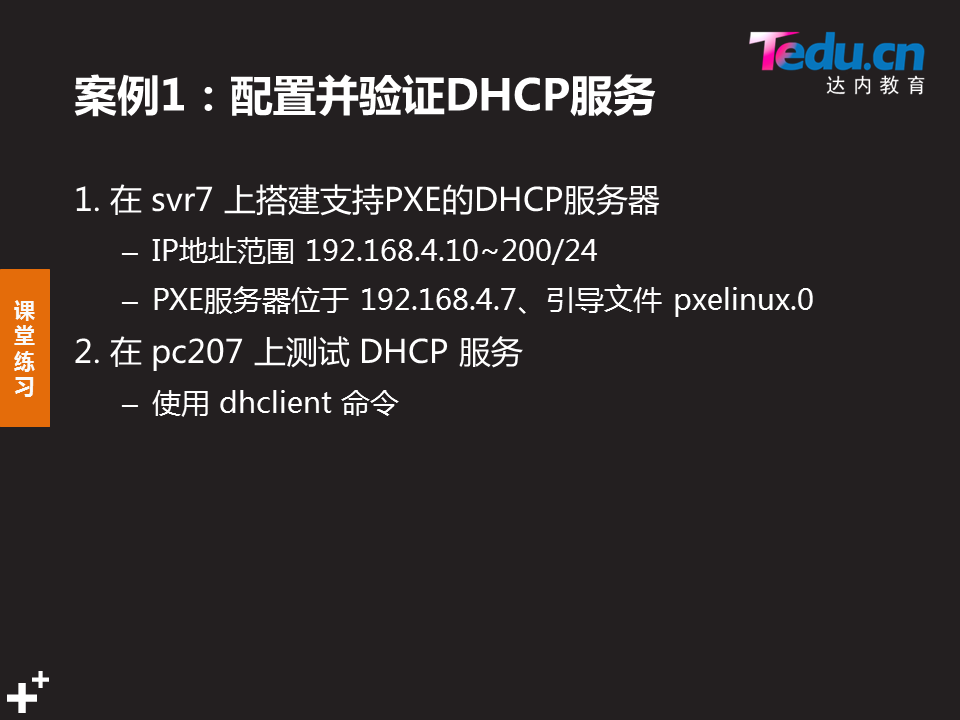 Tedu.cn
达内教育
案例1：配置并验证DHCP服务
1. 在 svr7 上搭建支持PXE的DHCP服务器
– IP地址范围 192.168.4.10~200/24
– PXE服务器位于 192.168.4.7、引导文件 pxelinux.0
2. 在 pc207 上测试 DHCP 服务
– 使用 dhclient 命令
课
堂
练
习